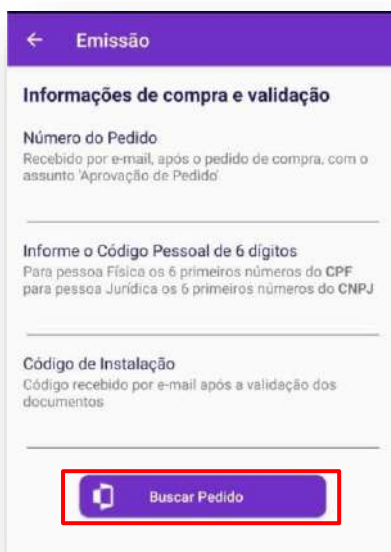 Emissão
Informações de compra e validação
Número do Pedido
Recebido por e-mail, após o pedido de compra, com o
assunto 'Aprovação de Pedido'
Informe o Código Pessoal de 6 dígitos
Para pessoa Física os 6 primeiros números do CPF
para pessoa Jurídica os 6 primeiros números do CNPJ
Código de Instalação
Código recebido por e-mail após a validação dos
documentos
Buscar Pedido